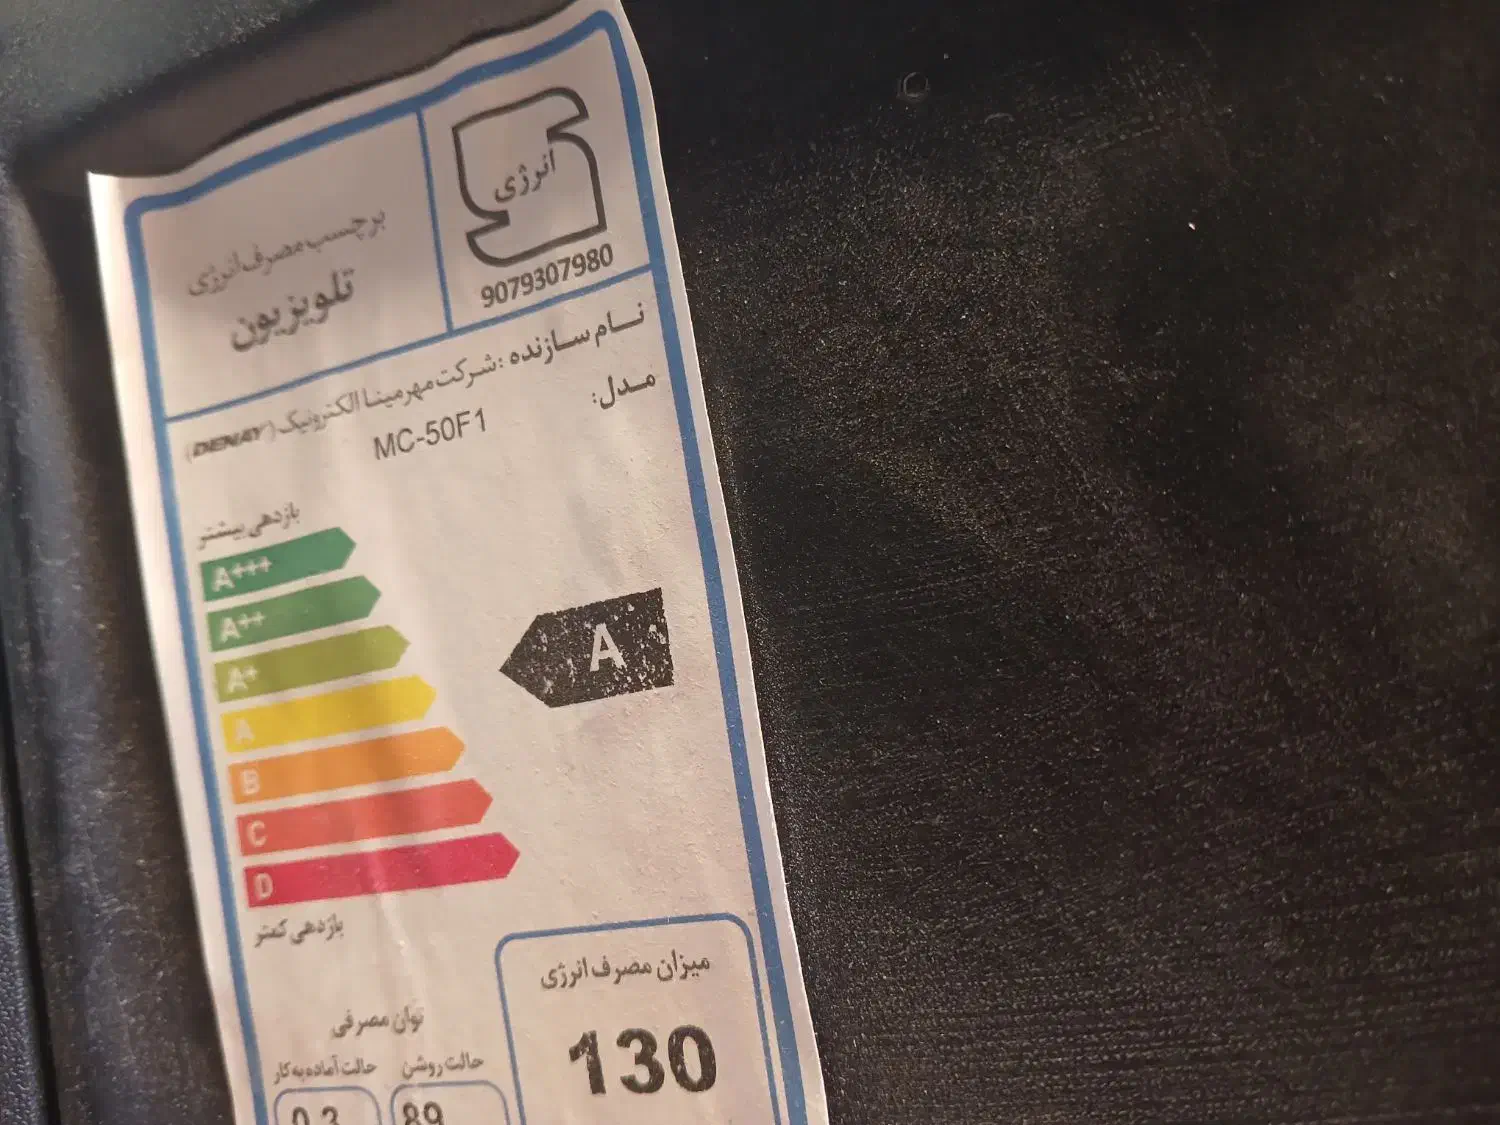 انرژی
9079307980
برچسب مصرف انرژی
تلویزیون
نام سازنده : شرکت مهرمینا الکترونیک (DENAY)
مدل: MC-50F1
بازدهی بیشتر
A+++
A++
A+
A
A
B
C
D
بازدهی کمتر
میزان مصرف انرژی
130
توان مصرفی
حالت روشن
حالت آماده به کار
89
0.3